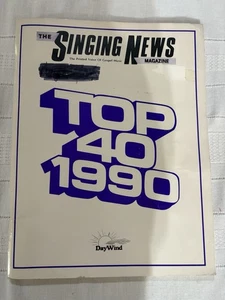 THE
SINGING NEWS
The Printed Voice Of Gospel Music
MAGAZINE
TOP
40
1990
DayWind